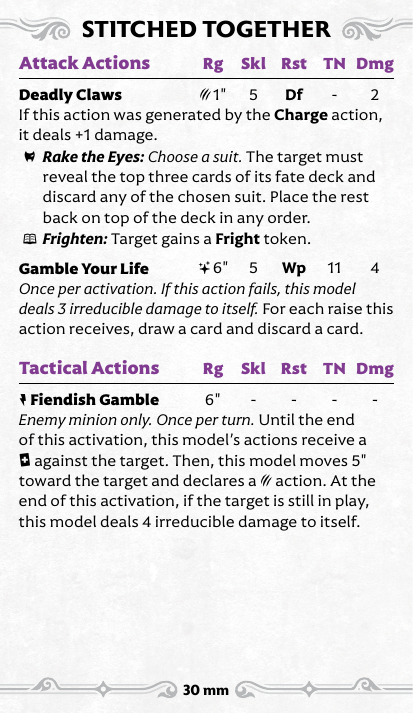 STITCHED TOGETHER
Attack Actions Rg Skl Rst TN Dmg
Deadly Claws 1" 5 Df - 2
If this action was generated by the Charge action,
it deals +1 damage.
Rake the Eyes: Choose a suit. The target must
reveal the top three cards of its fate deck and
discard any of the chosen suit. Place the rest
back on top of the deck in any order.
Frighten: Target gains a Fright token.
Gamble Your Life 6" 5 Wp 11 4
Once per activation. If this action fails, this model
deals 3 irreducible damage to itself. For each raise this
action receives, draw a card and discard a card.
Tactical Actions Rg Skl Rst TN Dmg
Fiendish Gamble 6" - - - -
Enemy minion only. Once per turn. Until the end
of this activation, this model's actions receive a
against the target. Then, this model moves 5"
toward the target and declares a action. At the
end of this activation, if the target is still in play,
this model deals 4 irreducible damage to itself.
30 mm